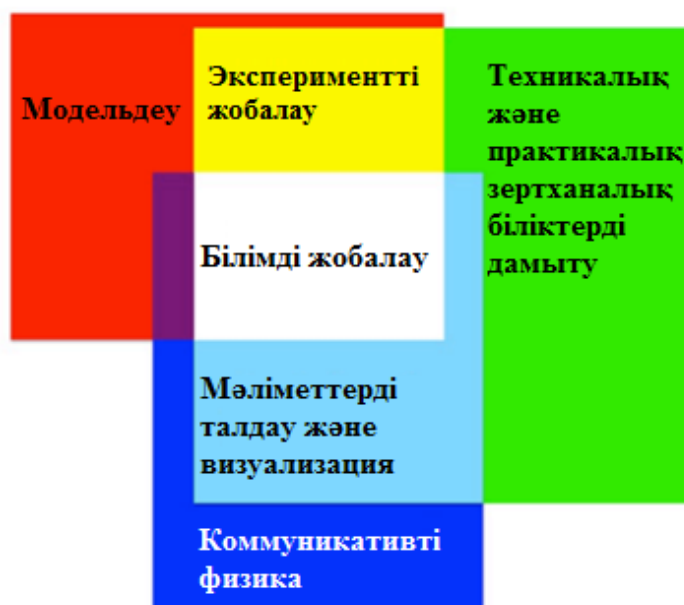 Модельдеу
Экспериментті
жобалау
Техникалық
және
практикалық
зертханалық
біліктерді
дамыту
Білімді жобалау
Мәліметтерді
талдау және
визуализация
Коммуникативті
физика